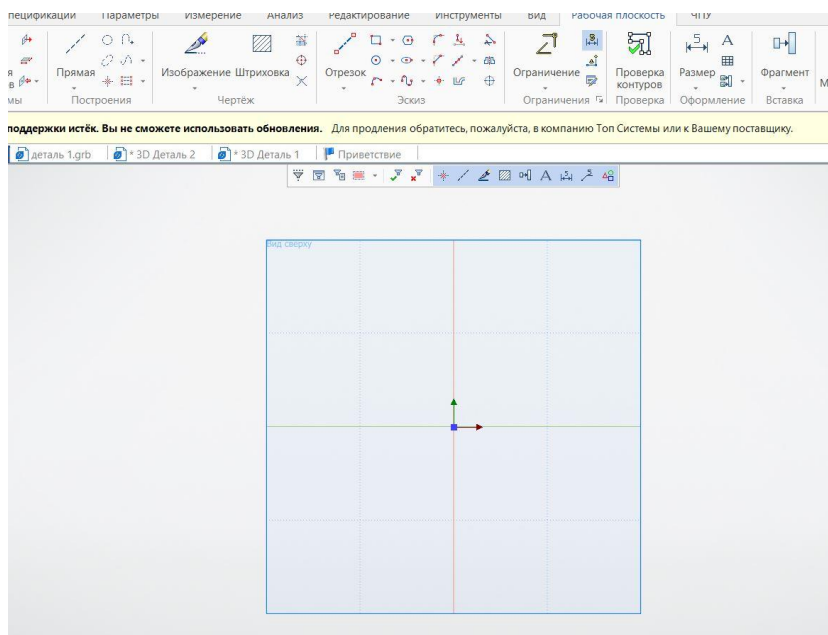 пецификации Параметры Измерение Анализ Редактирование Инструменты Вид Рабочая плоскость ЧПУ
Прямая Изображение Штриховка Отрезок Ограничение Проверка контуров Размер Фрагмент
Построения Чертёж Эскиз Ограничения Проверка Оформление Вставка
поддержки истёк. Вы не сможете использовать обновления. Для продления обратитесь, пожалуйста, в компанию Топ Системы или к Вашему поставщику.
деталь 1.grb * 3D Деталь 2 * 3D Деталь 1 Приветствие
Вид сверху